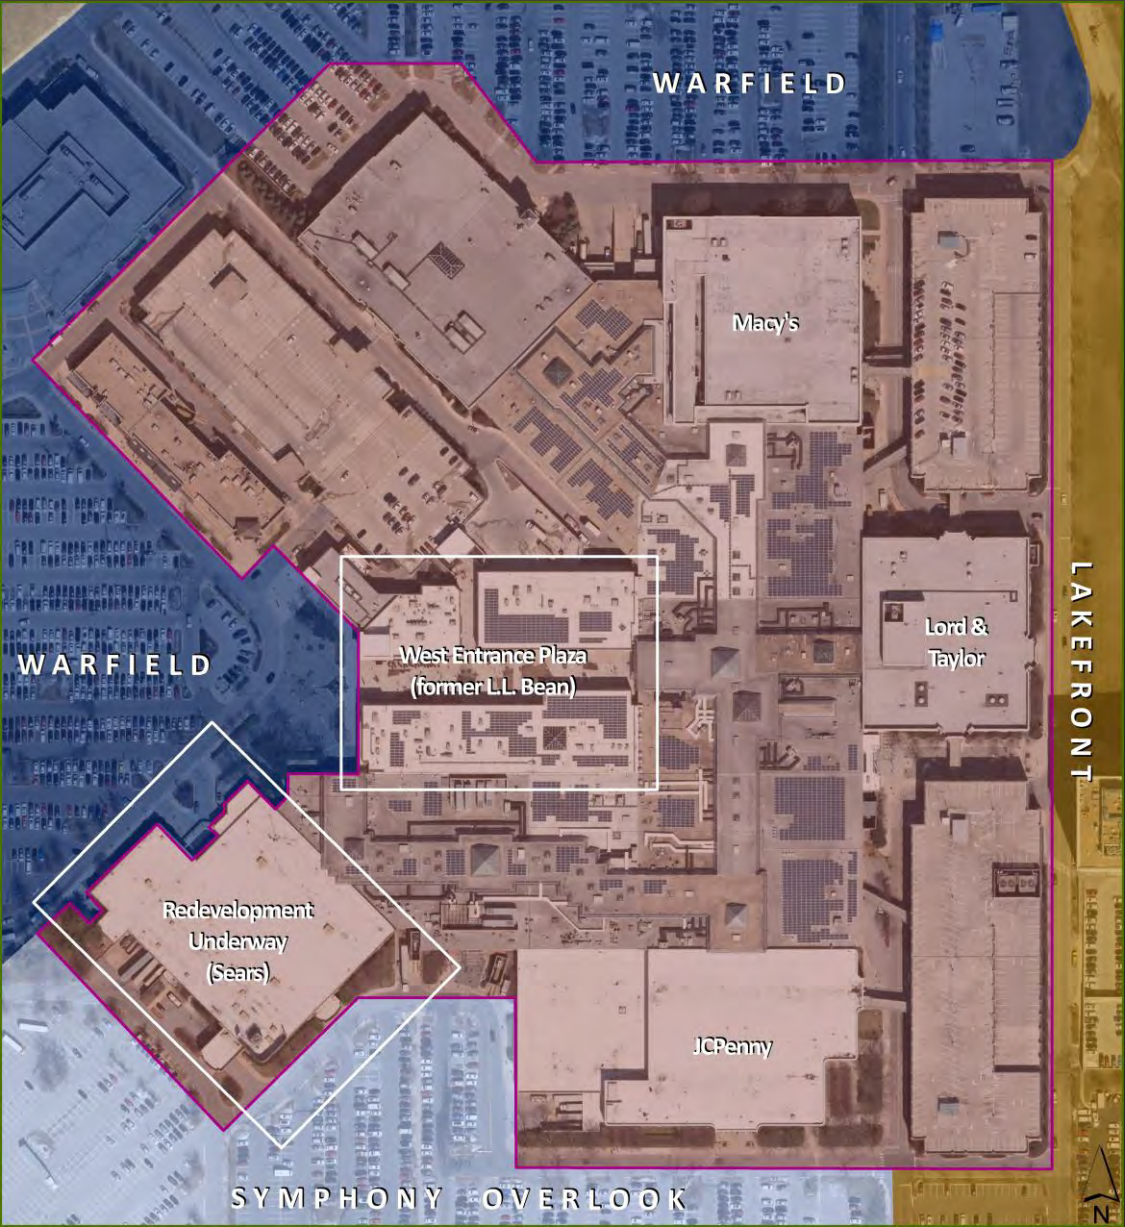 WARFIELD
Macy's
Lord &
Taylor
LAKEFRONT
WARFIELD
West Entrance Plaza
(former L.L. Bean)
Redevelopment
Underway
(Sears)
JCPenny
SYMPHONY OVERLOOK
N